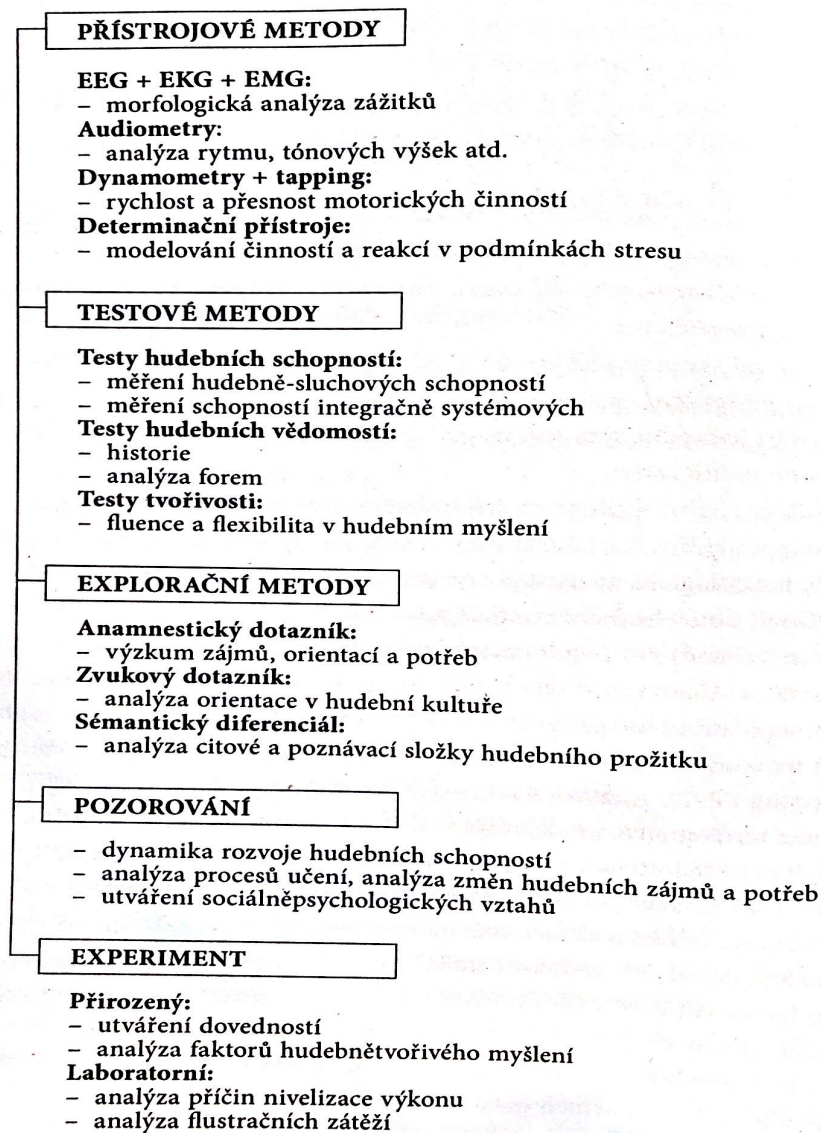 PŘÍSTROJOVÉ METODY
EEG + EKG + EMG:
– morfologická analýza zážitků
Audiometry:
– analýza rytmu, tónových výšek atd.
Dynamometry + tapping:
– rychlost a přesnost motorických činností
Determinační přístroje:
– modelování činností a reakcí v podmínkách stresu
TESTOVÉ METODY
Testy hudebních schopností:
– měření hudebně-sluchových schopností
– měření schopností integračně systémových
Testy hudebních vědomostí:
– historie
– analýza forem
Testy tvořivosti:
– fluence a flexibilita v hudebním myšlení
EXPLORAČNÍ METODY
Anamnestický dotazník:
– výzkum zájmů, orientací a potřeb
Zvukový dotazník:
– analýza orientace v hudební kultuře
Sémantický diferenciál:
– analýza citové a poznávací složky hudebního prožitku
POZOROVÁNÍ
– dynamika rozvoje hudebních schopností
– analýza procesů učení, analýza změn hudebních zájmů a potřeb
– utváření sociálněpsychologických vztahů
EXPERIMENT
Přirozený:
– utváření dovedností
– analýza faktorů hudebnětvořivého myšlení
Laboratorní:
– analýza příčin nivelizace výkonu
– analýza flustračních zátěží